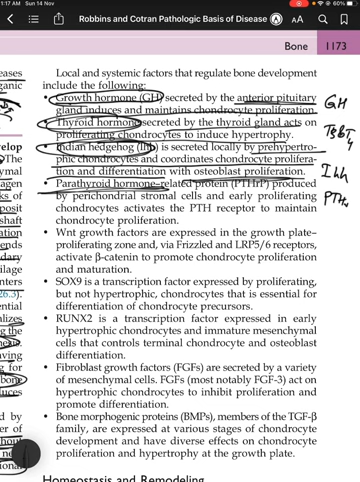 1:17 AM Sun 14 Nov
60%
Robbins and Cotran Pathologic Basis of Disease
AA
Bone 1173
Local and systemic factors that regulate bone development
include the following:
• Growth hormone (GH) secreted by the anterior pituitary
gland induces and maintains chondrocyte proliferation.
• Thyroid hormone secreted by the thyroid gland acts on
proliferating chondrocytes to induce hypertrophy.
• Indian hedgehog (Ihh) is secreted locally by prehypertro-
phic chondrocytes and coordinates chondrocyte prolifera-
tion and differentiation with osteoblast proliferation.
• Parathyroid hormone–related protein (PTHrP) produced
by perichondrial stromal cells and early proliferating
chondrocytes activates the PTH receptor to maintain
chondrocyte proliferation.
• Wnt growth factors are expressed in the growth plate–
proliferating zone and, via Frizzled and LRP5/6 receptors,
activate β-catenin to promote chondrocyte proliferation
and maturation.
• SOX9 is a transcription factor expressed by proliferating,
but not hypertrophic, chondrocytes that is essential for
differentiation of chondrocyte precursors.
• RUNX2 is a transcription factor expressed in early
hypertrophic chondrocytes and immature mesenchymal
cells that controls terminal chondrocyte and osteoblast
differentiation.
• Fibroblast growth factors (FGFs) are secreted by a variety
of mesenchymal cells. FGFs (most notably FGF-3) act on
hypertrophic chondrocytes to inhibit proliferation and
promote differentiation.
• Bone morphogenic proteins (BMPs), members of the TGF-β
family, are expressed at various stages of chondrocyte
development and have diverse effects on chondrocyte
proliferation and hypertrophy at the growth plate.
Homeostasis and Remodeling
GH
Ihh